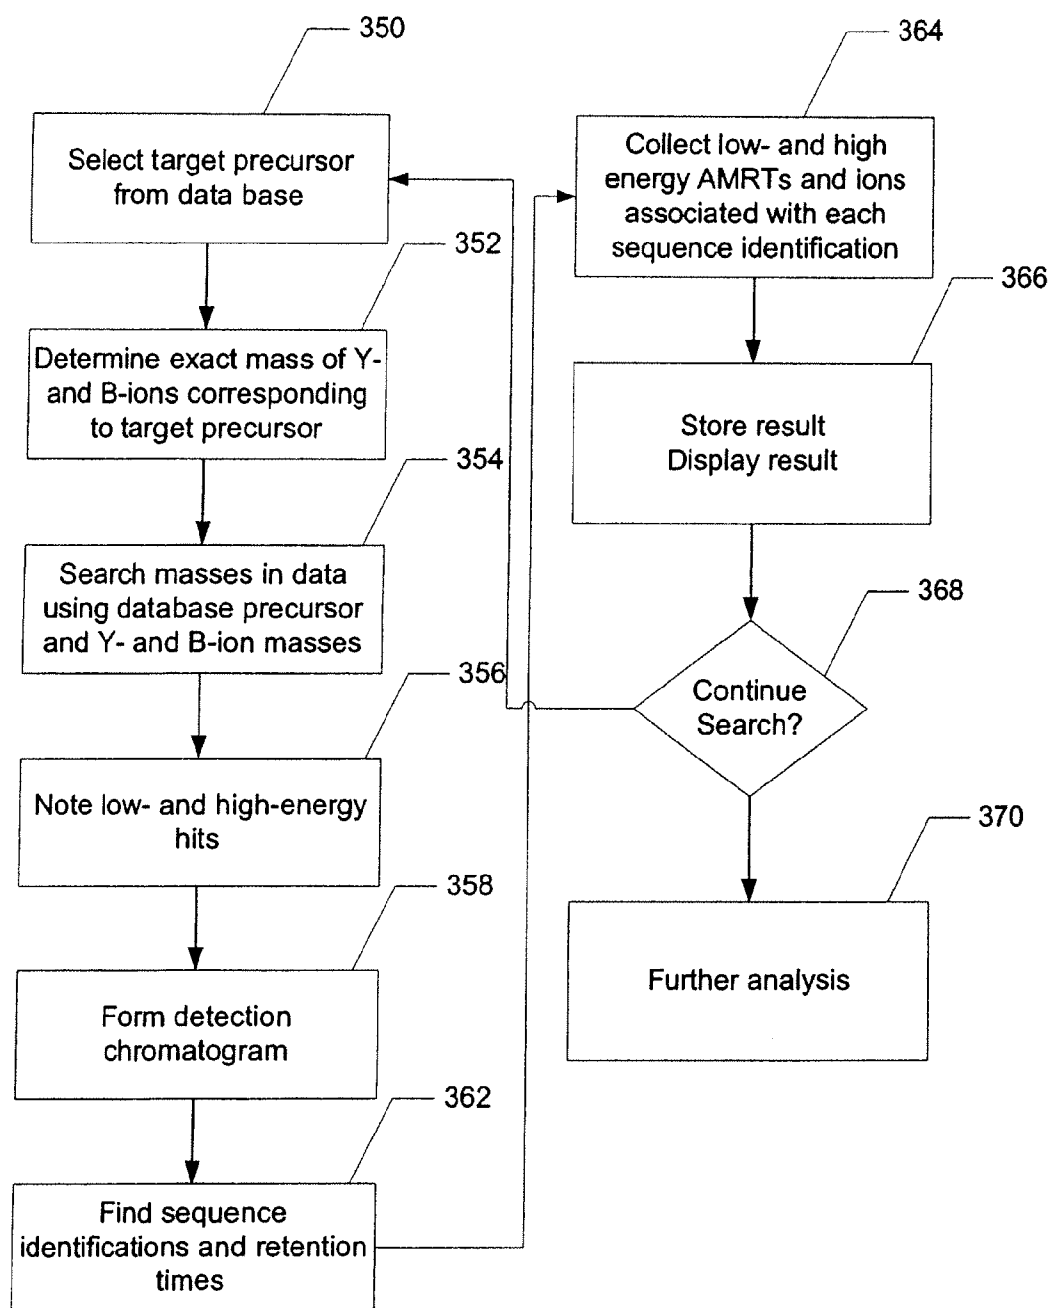 350
Select target precursor
from data base
352
Determine exact mass of Y-
and B-ions corresponding
to target precursor
354
Search masses in data
using database precursor
and Y- and B-ion masses
356
Note low- and high-energy
hits
358
Form detection
chromatogram
362
Find sequence
identifications and retention
times
364
Collect low- and high
energy AMRTs and ions
associated with each
sequence identification
366
Store result
Display result
368
Continue
Search?
370
Further analysis